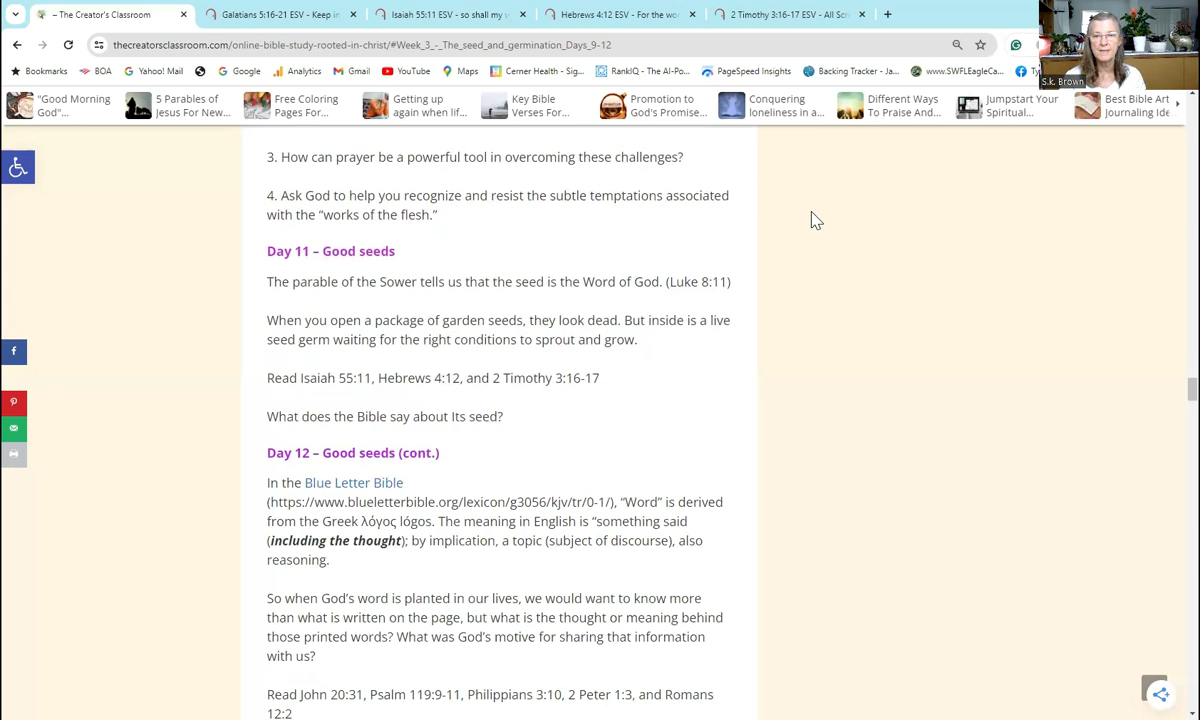 – The Creator's Classroom
Galatians 5:16-21 ESV - Keep in
Isaiah 55:11 ESV - so shall my w
Hebrews 4:12 ESV - For the wo
2 Timothy 3:16-17 ESV - All Scri
thecreatorsclassroom.com/online-bible-study-rooted-in-christ/#Week_3_-_The_seed_and_germination_Days_9-12
S.k. Brown
Bookmarks BOA Yahoo! Mail Google Analytics Gmail YouTube Maps Cerner Health - Sig... RankIQ - The AI-Po... PageSpeed Insights Backing Tracker - Ja... www.SWFLEagleCa... Ty
"Good Morning
God"...
5 Parables of
Jesus For New...
Free Coloring
Pages For...
Getting up
again when lif...
Key Bible
Verses For...
Promotion to
God's Promise...
Conquering
loneliness in a...
Different Ways
To Praise And...
Jumpstart Your
Spiritual...
Best Bible Art
Journaling Ide
3. How can prayer be a powerful tool in overcoming these challenges?
4. Ask God to help you recognize and resist the subtle temptations associated
with the “works of the flesh.”
Day 11 – Good seeds
The parable of the Sower tells us that the seed is the Word of God. (Luke 8:11)
When you open a package of garden seeds, they look dead. But inside is a live
seed germ waiting for the right conditions to sprout and grow.
Read Isaiah 55:11, Hebrews 4:12, and 2 Timothy 3:16-17
What does the Bible say about Its seed?
Day 12 – Good seeds (cont.)
In the Blue Letter Bible
(https://www.blueletterbible.org/lexicon/g3056/kjv/tr/0-1/), “Word” is derived
from the Greek λόγος lógos. The meaning in English is “something said
(including the thought); by implication, a topic (subject of discourse), also
reasoning.
So when God’s word is planted in our lives, we would want to know more
than what is written on the page, but what is the thought or meaning behind
those printed words? What was God’s motive for sharing that information
with us?
Read John 20:31, Psalm 119:9-11, Philippians 3:10, 2 Peter 1:3, and Romans
12:2